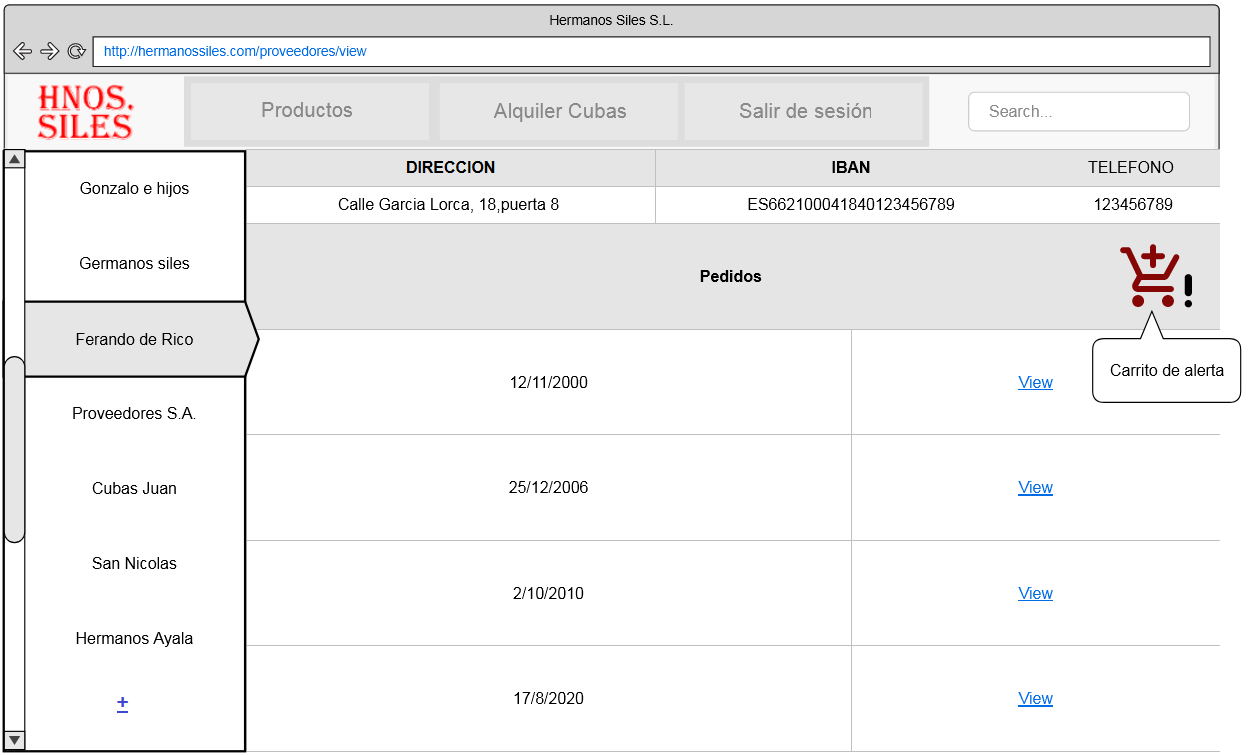 Hermanos Siles S.L.
http://hermanossiles.com/proveedores/view
HNOS.
SILES
Productos
Alquiler Cubas
Salir de sesión
Search...
Gonzalo e hijos
Germanos siles
Ferando de Rico
Proveedores S.A.
Cubas Juan
San Nicolas
Hermanos Ayala
+
DIRECCION IBAN TELEFONO
Calle Garcia Lorca, 18,puerta 8 ES662100041840123456789 123456789
Pedidos
Carrito de alerta
12/11/2000 View
25/12/2006 View
2/10/2010 View
17/8/2020 View